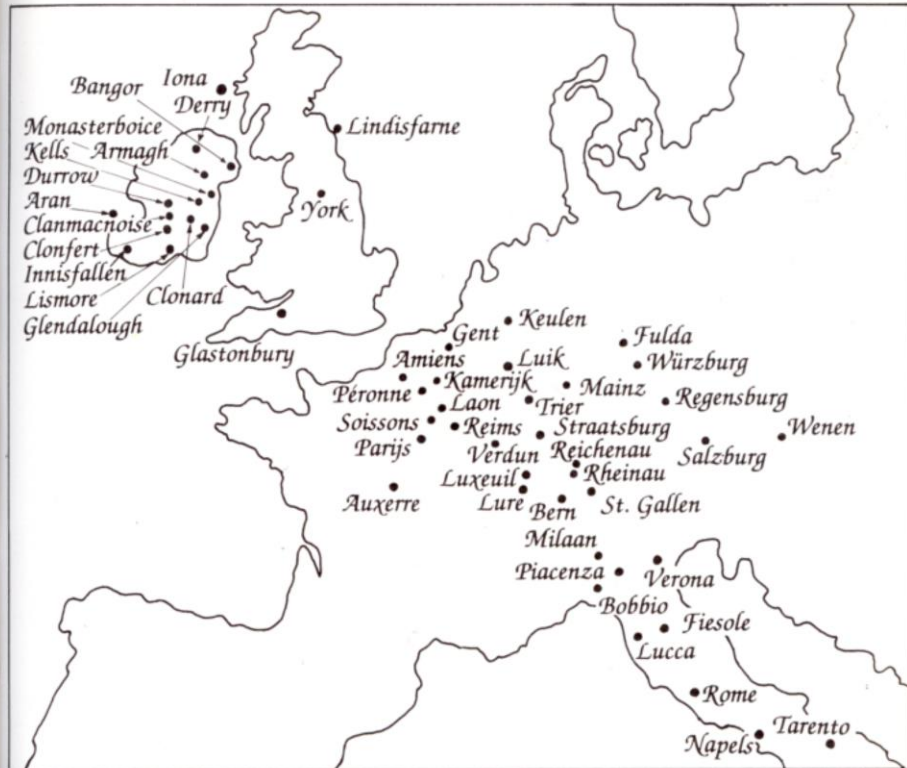 Bangor
Iona
Derry
Monasterboice
Kells
Armagh
Durrow
Aran
Clanmacnoise
Clonfert
Innisfallen
Lismore
Clonard
Glendalough
Lindisfarne
York
Glastonbury
Keulen
Gent
Fulda
Amiens
Luik
Würzburg
Péronne
Kamerijk
Mainz
Regensburg
Laon
Trier
Soissons
Reims
Straatsburg
Wenen
Parijs
Verdun
Reichenau
Salzburg
Luxeuil
Rheinau
Auxerre
Lure
Bern
St. Gallen
Milaan
Piacenza
Verona
Bobbio
Fiesole
Lucca
Rome
Napels
Tarento